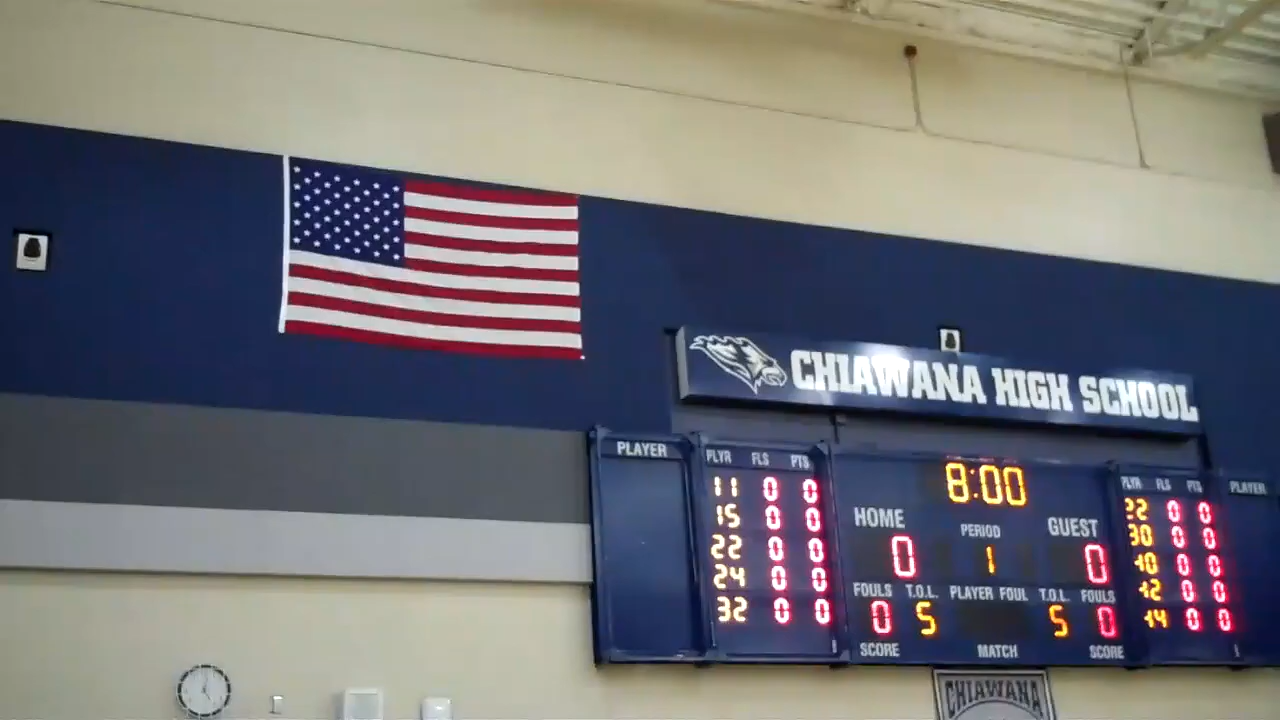 CHIAWANA HIGH SCHOOL
PLAYER PLYR FLS PTS 8:00 PLYR FLS PTS PLAYER
11 0 0 22 0 0
15 0 0 HOME PERIOD GUEST 30 0 0
22 0 0 0 1 0 10 0 0
24 0 0 FOULS T.O.L. PLAYER FOUL T.O.L. FOULS 12 0 0
32 0 0 0 5 5 0 14 0 0
SCORE MATCH SCORE
CHIAWANA